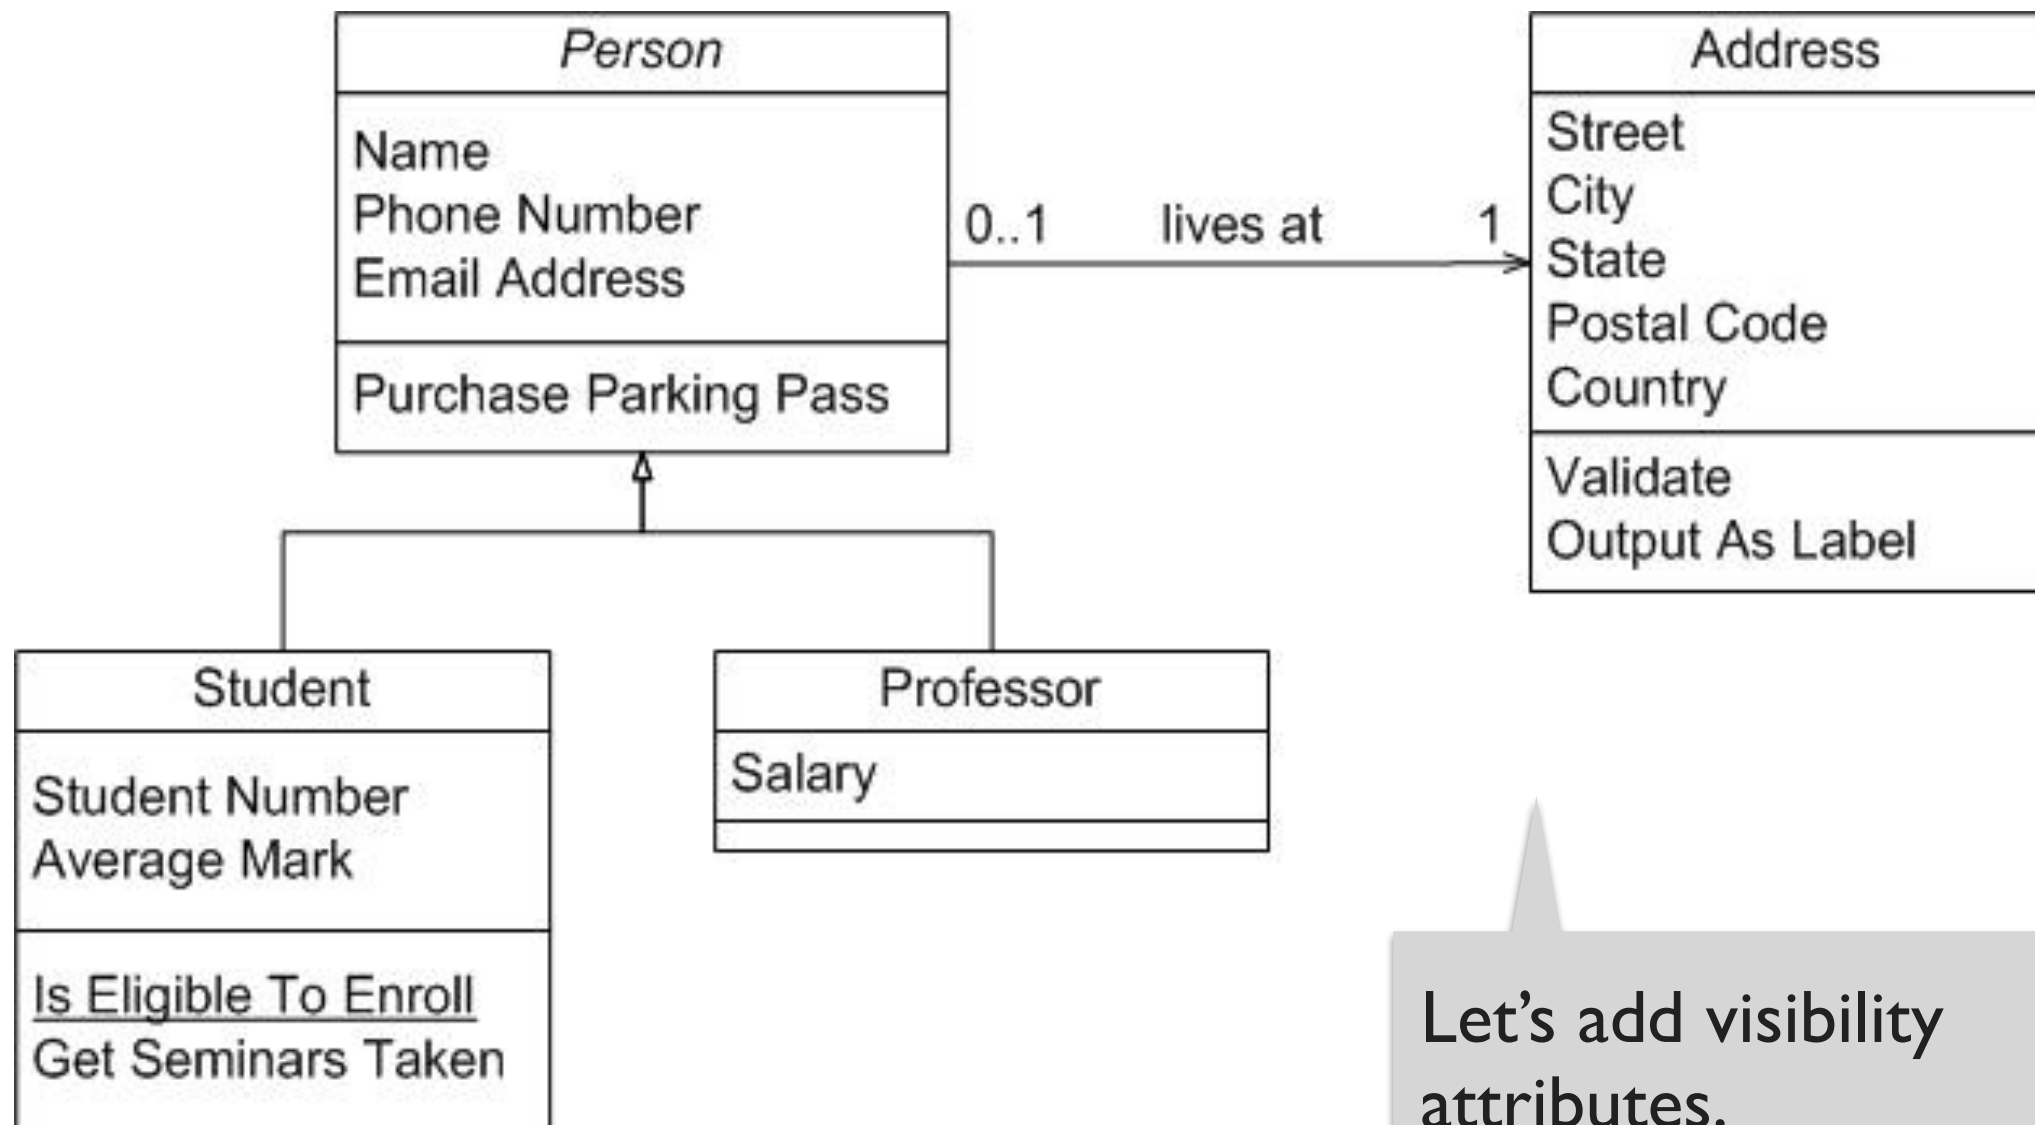 Person
Name
Phone Number
Email Address
Purchase Parking Pass
0..1 lives at 1
Address
Street
City
State
Postal Code
Country
Validate
Output As Label
Student
Student Number
Average Mark
Is Eligible To Enroll
Get Seminars Taken
Professor
Salary
Let’s add visibility
attributes.